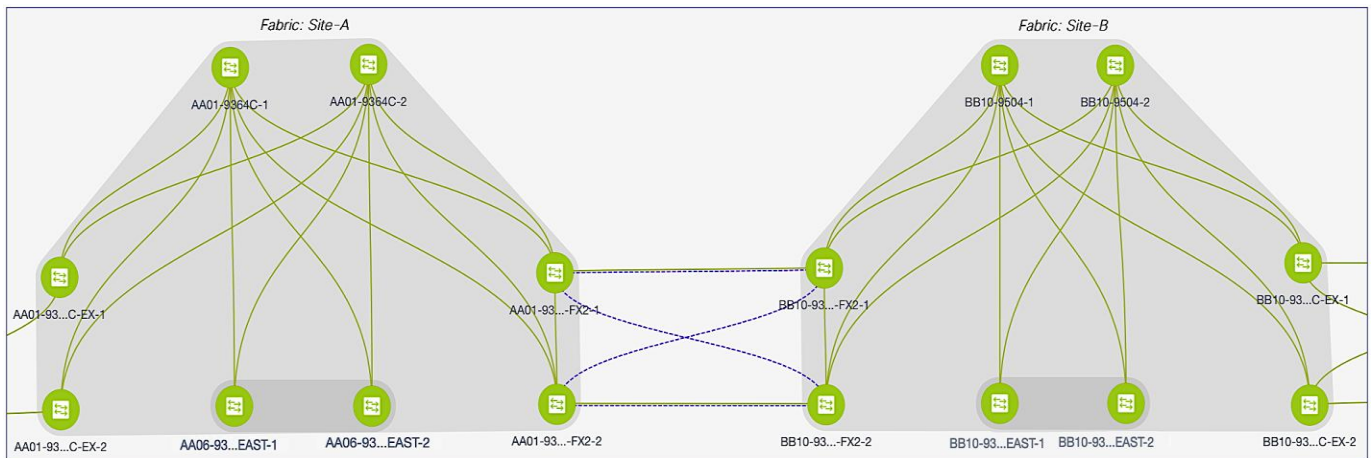 Fabric: Site-A
Fabric: Site-B
AA01-9364C-1
AA01-9364C-2
BB10-9504-1
BB10-9504-2
AA01-93...C-EX-1
AA01-93...-FX2-1
BB10-93...-FX2-1
BB10-93...C-EX-1
AA01-93...C-EX-2
AA06-93...EAST-1
AA06-93...EAST-2
AA01-93...-FX2-2
BB10-93...-FX2-2
BB10-93...EAST-1
BB10-93...EAST-2
BB10-93...C-EX-2